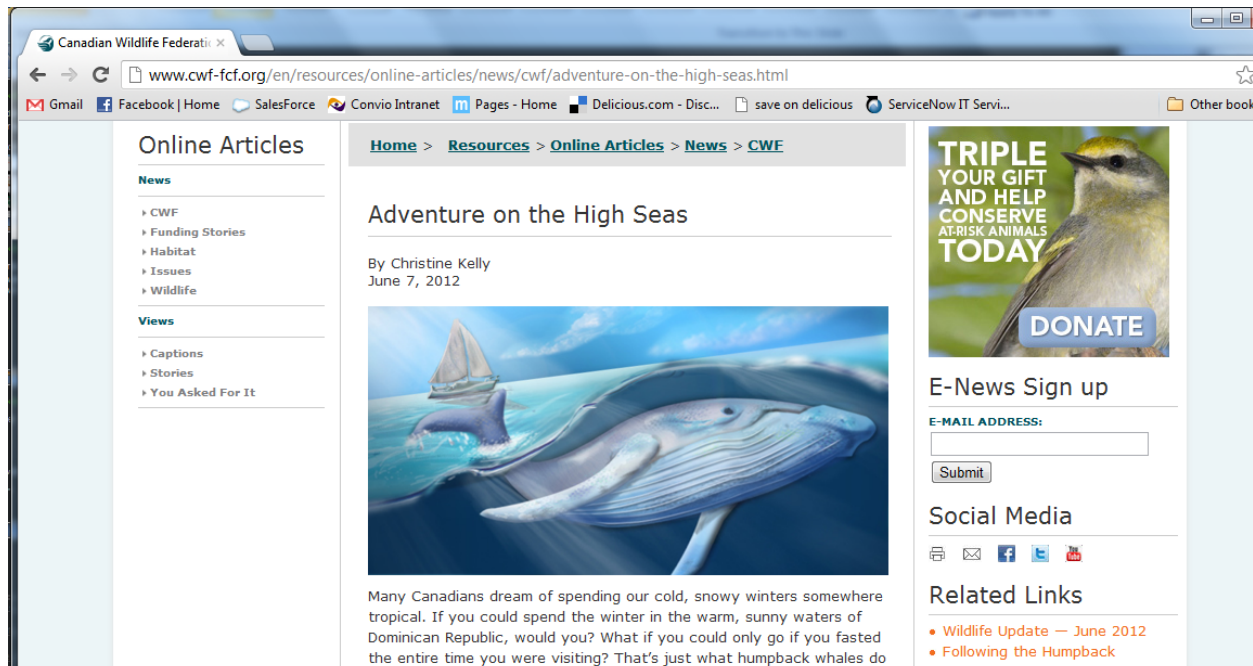 Canadian Wildlife Federatic
www.cwf-fcf.org/en/resources/online-articles/news/cwf/adventure-on-the-high-seas.html
Gmail Facebook | Home SalesForce Convio Intranet Pages - Home Delicious.com - Disc... save on delicious ServiceNow IT Servi... Other book
Online Articles
News
CWF
Funding Stories
Habitat
Issues
Wildlife
Views
Captions
Stories
You Asked For It
Home > Resources > Online Articles > News > CWF
Adventure on the High Seas
By Christine Kelly
June 7, 2012
Many Canadians dream of spending our cold, snowy winters somewhere
tropical. If you could spend the winter in the warm, sunny waters of
Dominican Republic, would you? What if you could only go if you fasted
the entire time you were visiting? That’s just what humpback whales do
TRIPLE
YOUR GIFT
AND HELP
CONSERVE
AT-RISK ANIMALS
TODAY
DONATE
E-News Sign up
E-MAIL ADDRESS:
Submit
Social Media
Related Links
Wildlife Update — June 2012
Following the Humpback